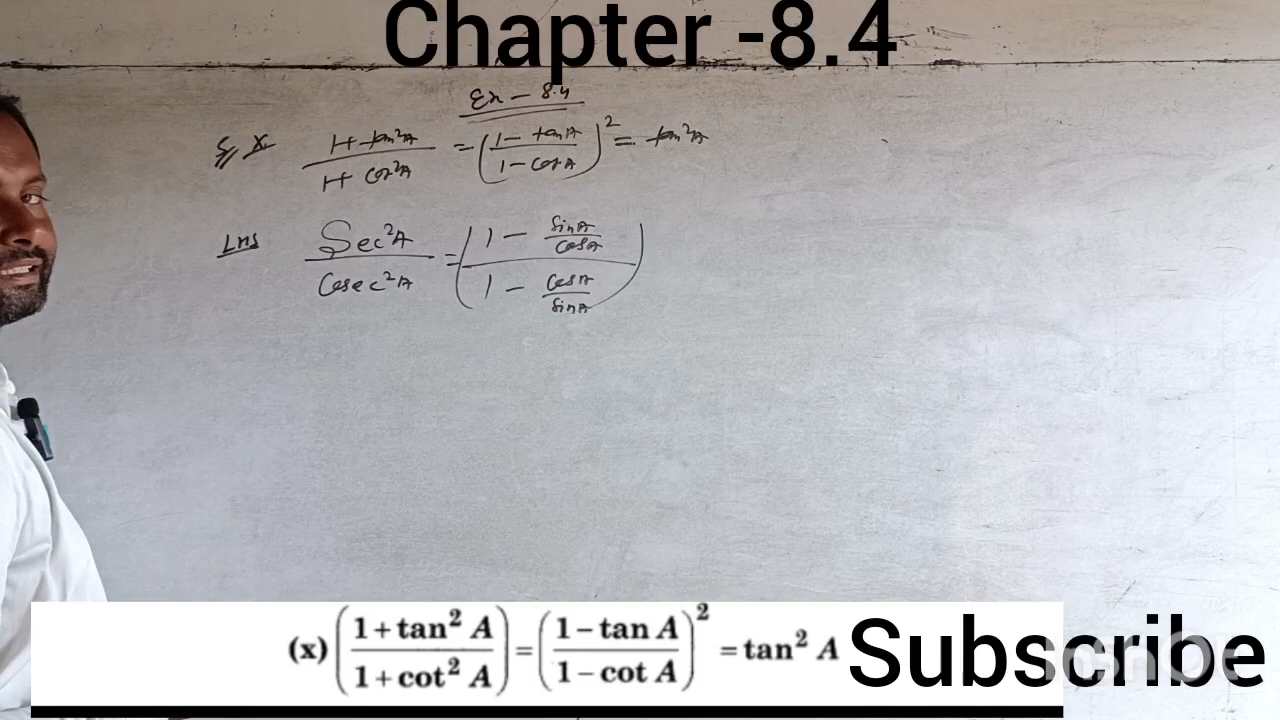 Chapter -8.4
Ex - 8.4
5, x (1+tan²A)/(1+cot²A) = ((1-tanA)/(1-cotA))² = tan²A
LHS Sec²A/Cosec²A = ((1 - SinA/CosA)/(1 - CosA/SinA))
(x) ((1+tan² A)/(1+cot² A)) = ((1-tan A)/(1-cot A))² = tan² A
Subscribe